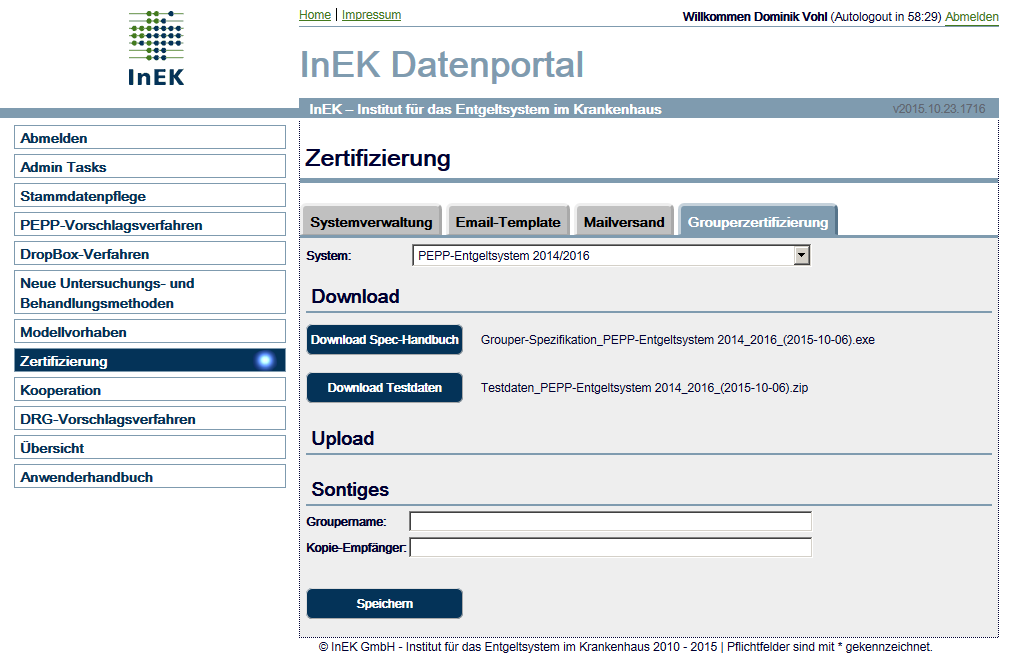 InEK
Home | Impressum
Willkommen Dominik Vohl (Autologout in 58:29) Abmelden
InEK Datenportal
InEK – Institut für das Entgeltsystem im Krankenhaus
v2015.10.23.1716
Abmelden
Admin Tasks
Stammdatenpflege
PEPP-Vorschlagsverfahren
DropBox-Verfahren
Neue Untersuchungs- und
Behandlungsmethoden
Modellvorhaben
Zertifizierung
Kooperation
DRG-Vorschlagsverfahren
Übersicht
Anwenderhandbuch
Zertifizierung
Systemverwaltung
Email-Template
Mailversand
Grouperzertifizierung
System:
PEPP-Entgeltsystem 2014/2016
Download
Download Spec-Handbuch
Grouper-Spezifikation_PEPP-Entgeltsystem 2014_2016_(2015-10-06).exe
Download Testdaten
Testdaten_PEPP-Entgeltsystem 2014_2016_(2015-10-06).zip
Upload
Sontiges
Groupername:
Kopie-Empfänger:
Speichern
© InEK GmbH - Institut für das Entgeltsystem im Krankenhaus 2010 - 2015 | Pflichtfelder sind mit * gekennzeichnet.